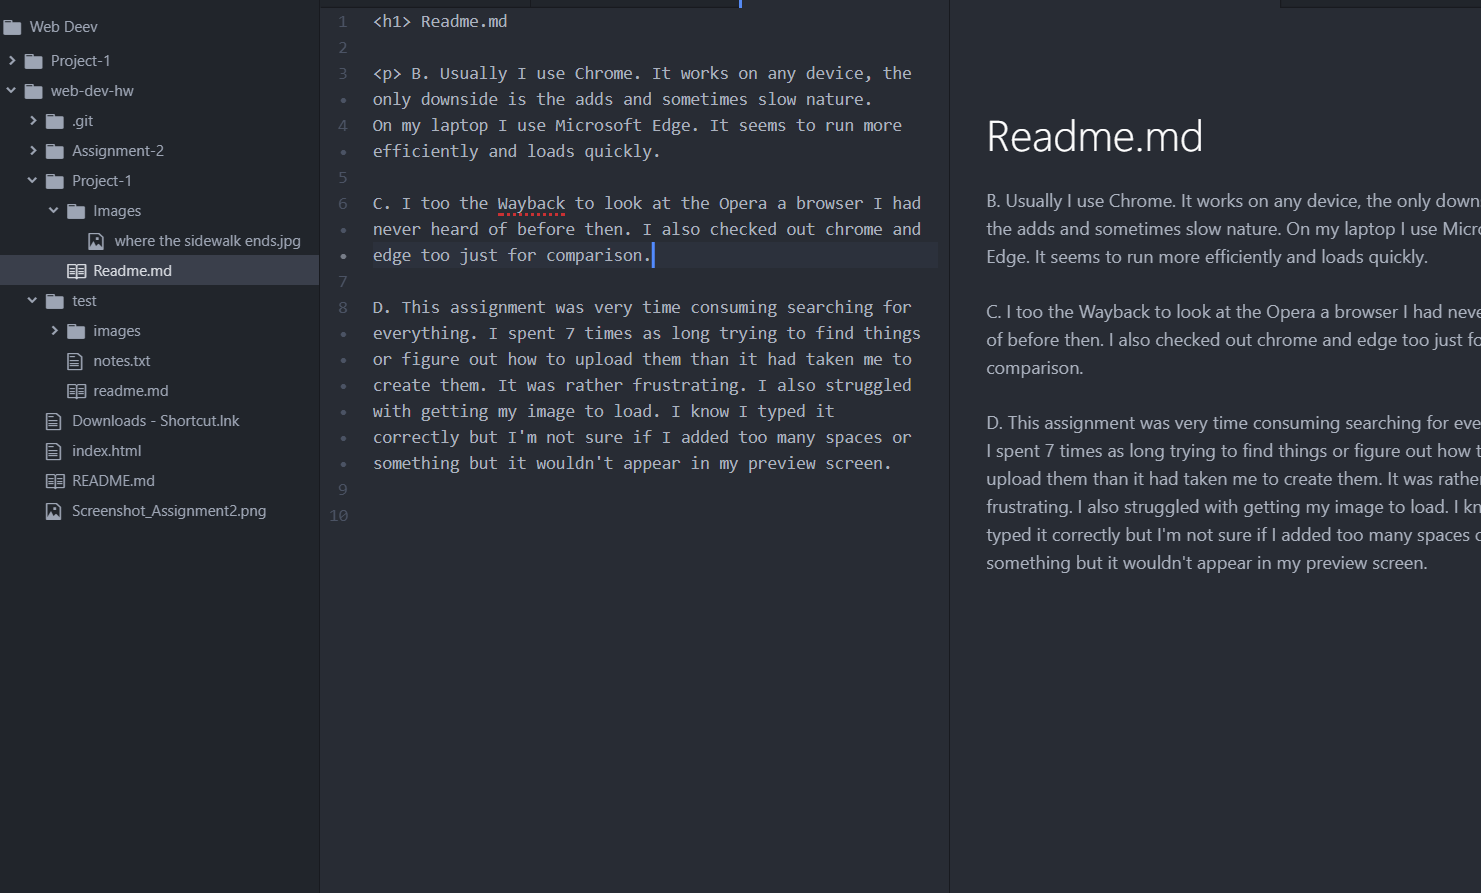 Web Deev
Project-1
web-dev-hw
.git
Assignment-2
Project-1
Images
where the sidewalk ends.jpg
Readme.md
test
images
notes.txt
readme.md
Downloads - Shortcut.lnk
index.html
README.md
Screenshot_Assignment2.png
1 <h1> Readme.md
2
3 <p> B. Usually I use Chrome. It works on any device, the
• only downside is the adds and sometimes slow nature.
4 On my laptop I use Microsoft Edge. It seems to run more
• efficiently and loads quickly.
5
6 C. I too the Wayback to look at the Opera a browser I had
• never heard of before then. I also checked out chrome and
• edge too just for comparison.
7
8 D. This assignment was very time consuming searching for
• everything. I spent 7 times as long trying to find things
• or figure out how to upload them than it had taken me to
• create them. It was rather frustrating. I also struggled
• with getting my image to load. I know I typed it
• correctly but I'm not sure if I added too many spaces or
• something but it wouldn't appear in my preview screen.
9
10
Readme.md
B. Usually I use Chrome. It works on any device, the only down
the adds and sometimes slow nature. On my laptop I use Micro
Edge. It seems to run more efficiently and loads quickly.
C. I too the Wayback to look at the Opera a browser I had neve
of before then. I also checked out chrome and edge too just fo
comparison.
D. This assignment was very time consuming searching for eve
I spent 7 times as long trying to find things or figure out how t
upload them than it had taken me to create them. It was rathe
frustrating. I also struggled with getting my image to load. I kn
typed it correctly but I'm not sure if I added too many spaces o
something but it wouldn't appear in my preview screen.